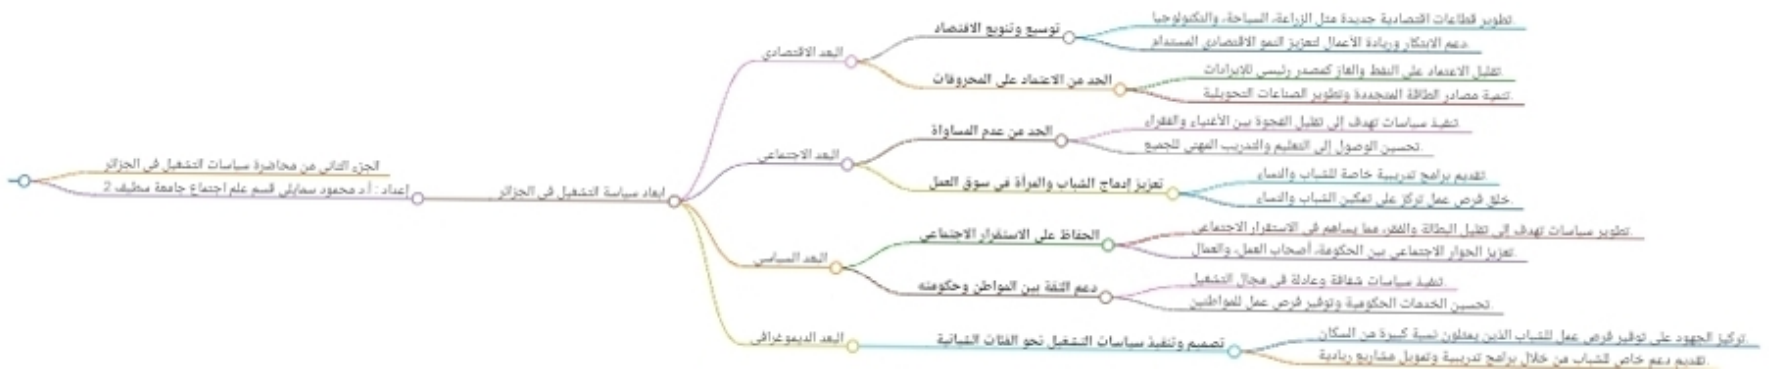 الجزء الثاني من محاضرة سياسات التشغيل في الجزائر
إعداد : أ.د محمود سمايلي قسم علم اجتماع جامعة سطيف 2
ابعاد سياسة التشغيل في الجزائر
البعد الاقتصادي
توسيع وتنويع الاقتصاد
تطوير قطاعات اقتصادية جديدة مثل الزراعة، السياحة، والتكنولوجيا.
دعم الابتكار وريادة الأعمال لتعزيز النمو الاقتصادي المستدام.
الحد من الاعتماد على المحروقات
تقليل الاعتماد على النفط والغاز كمصدر رئيسي للإيرادات.
تنمية مصادر الطاقة المتجددة وتطوير الصناعات التحويلية.
البعد الاجتماعي
الحد من عدم المساواة
تنفيذ سياسات تهدف إلى تقليل الفجوة بين الأغنياء والفقراء.
تحسين الوصول إلى التعليم والتدريب المهني للجميع.
تعزيز إدماج الشباب والمرأة في سوق العمل
تقديم برامج تدريبية خاصة للشباب والنساء.
خلق فرص عمل تركز على تمكين الشباب والنساء.
البعد السياسي
الحفاظ على الاستقرار الاجتماعي
تطوير سياسات تهدف إلى تقليل البطالة والفقر، مما يساهم في الاستقرار الاجتماعي.
تعزيز الحوار الاجتماعي بين الحكومة، أصحاب العمل، والعمال.
دعم الثقة بين المواطن وحكومته
تنفيذ سياسات شفافة وعادلة في مجال التشغيل.
تحسين الخدمات الحكومية وتوفير فرص عمل للمواطنين.
البعد الديموغرافي
تصميم وتنفيذ سياسات التشغيل نحو الفئات الشبانية
تركيز الجهود على توفير فرص عمل للشباب الذين يمثلون نسبة كبيرة من السكان.
تقديم دعم خاص للشباب من خلال برامج تدريبية وتمويل مشاريع ريادية.